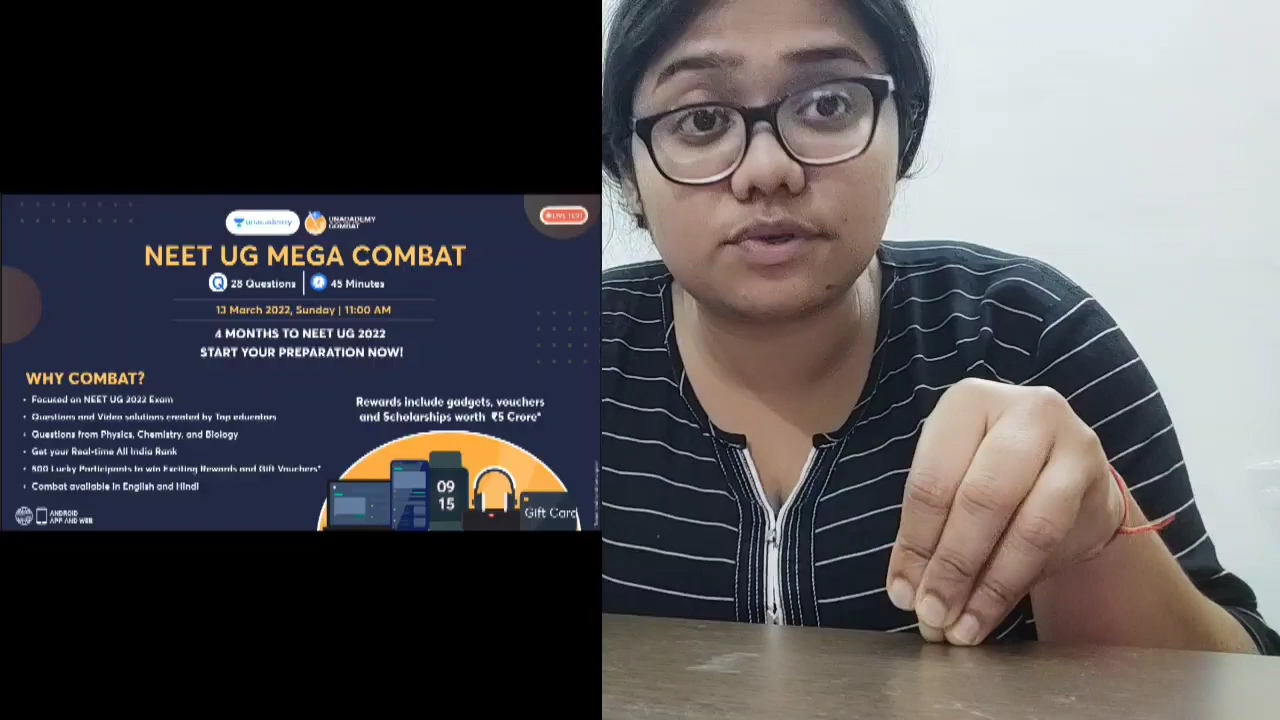 unacademy
UNACADEMY
COMBAT
LIVE TEST
NEET UG MEGA COMBAT
28 Questions
45 Minutes
13 March 2022, Sunday | 11:00 AM
4 MONTHS TO NEET UG 2022
START YOUR PREPARATION NOW!
WHY COMBAT?
• Focused on NEET UG 2022 Exam
• Questions and Video solutions created by Top educators
• Questions from Physics, Chemistry, and Biology
• Get your Real-time All India Rank
• 500 Lucky Participants to win Exciting Rewards and Gift Vouchers*
• Combat available in English and Hindi
Rewards include gadgets, vouchers
and Scholarships worth ₹5 Crore*
09
15
Gift Card
ANDROID
APP AND WEB